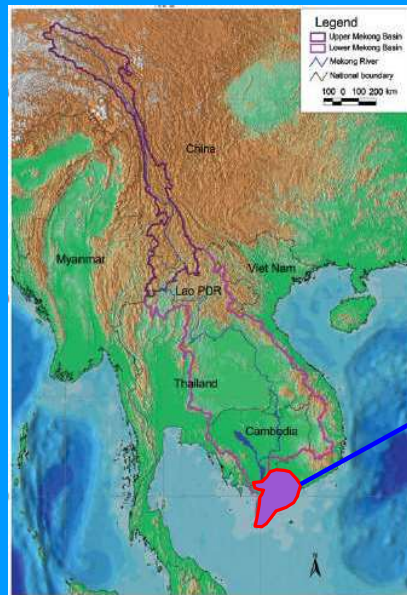 Legend
Upper Mekong Basin
Lower Mekong Basin
Mekong River
National boundary
100 0 100 200 km
China
Myanmar
Viet Nam
Lao PDR
Thailand
Cambodia
N